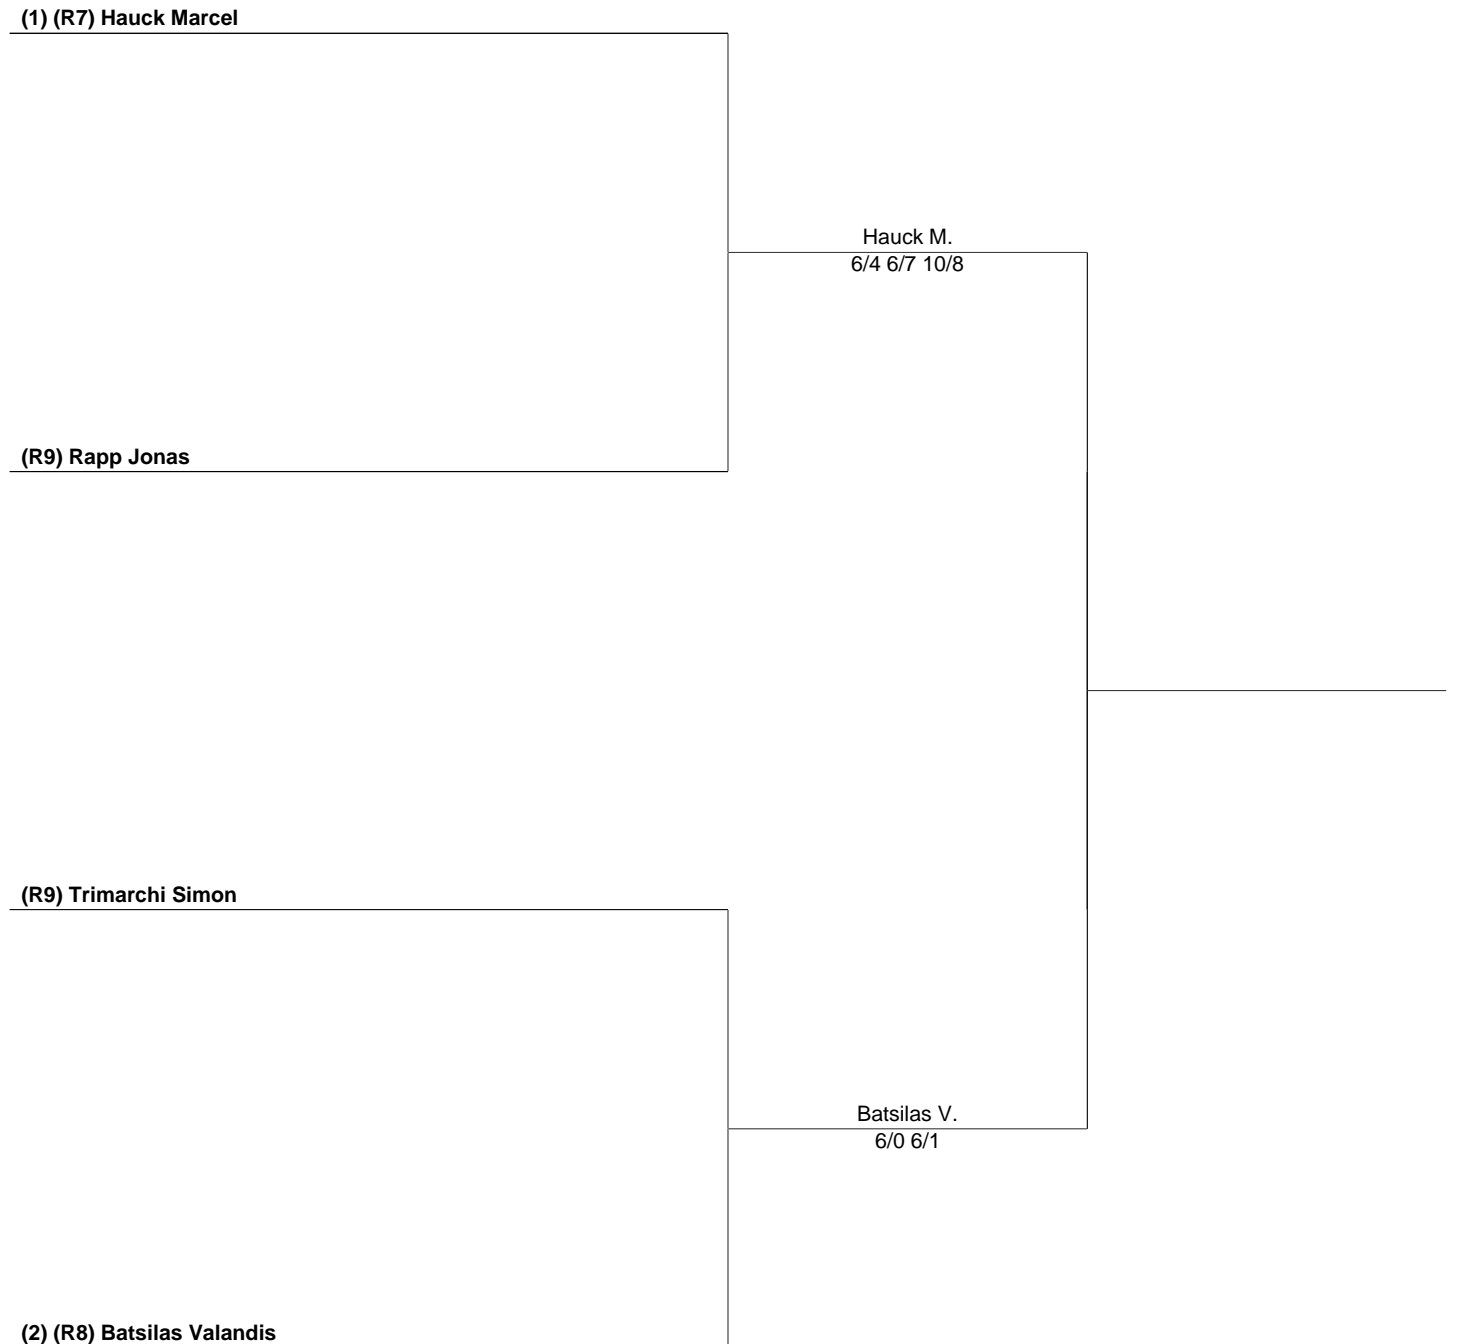 (1) (R7) Hauck Marcel
Hauck M.
6/4 6/7 10/8
(R9) Rapp Jonas
(R9) Trimarchi Simon
Batsilas V.
6/0 6/1
(2) (R8) Batsilas Valandis